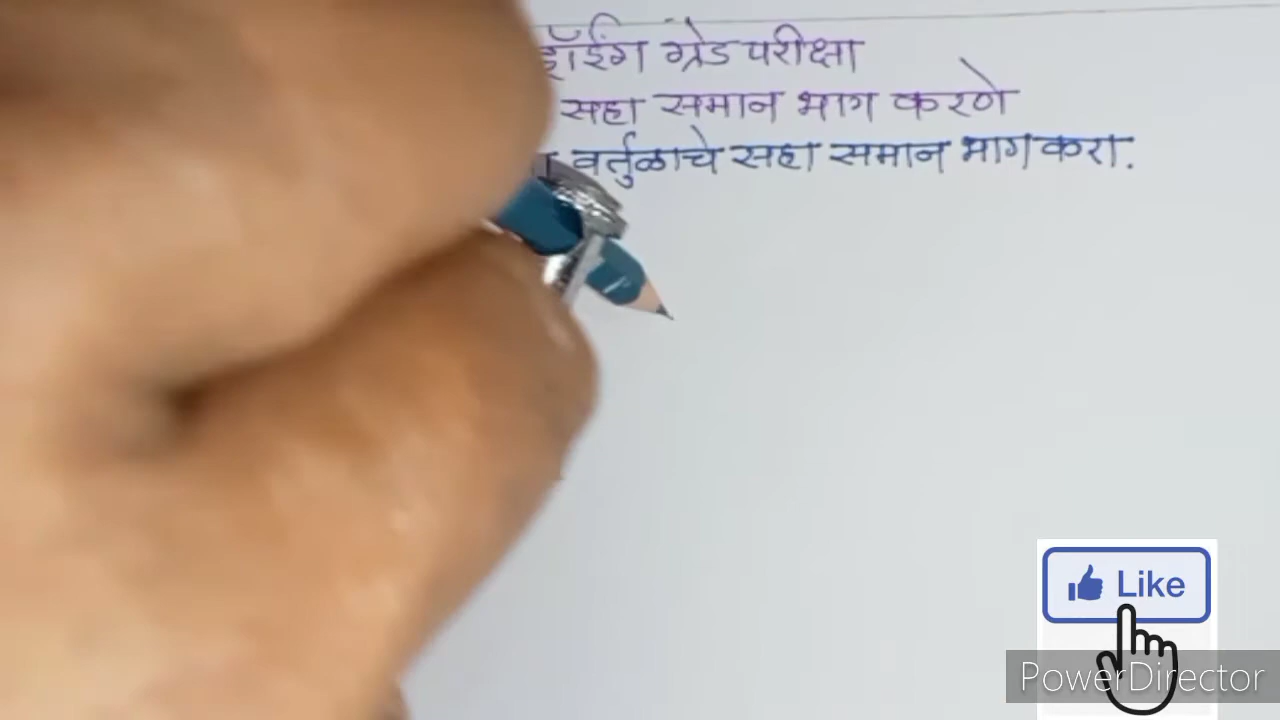 ड्रॉईंग ग्रेड परीक्षा
सहा समान भाग करणे
वर्तुळाचे सहा समान भाग करा.
Like
PowerDirector